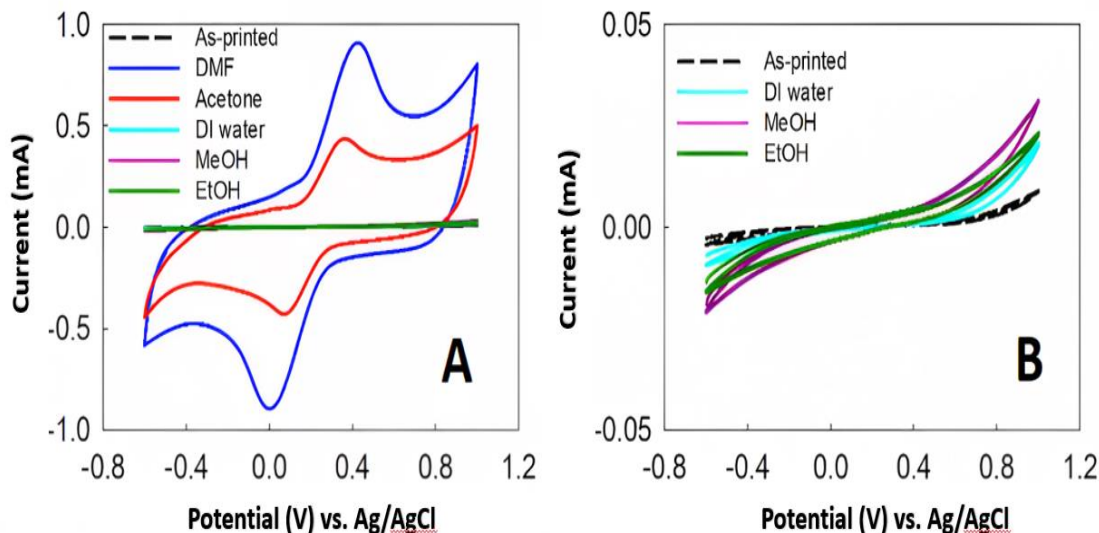 1.0
0.5
0.0
-0.5
-1.0
Current (mA)
As-printed
DMF
Acetone
DI water
MeOH
EtOH
A
-0.8 -0.4 0.0 0.4 0.8 1.2
Potential (V) vs. Ag/AgCl
0.05
0.00
-0.05
Current (mA)
As-printed
DI water
MeOH
EtOH
B
-0.8 -0.4 0.0 0.4 0.8 1.2
Potential (V) vs. Ag/AgCl